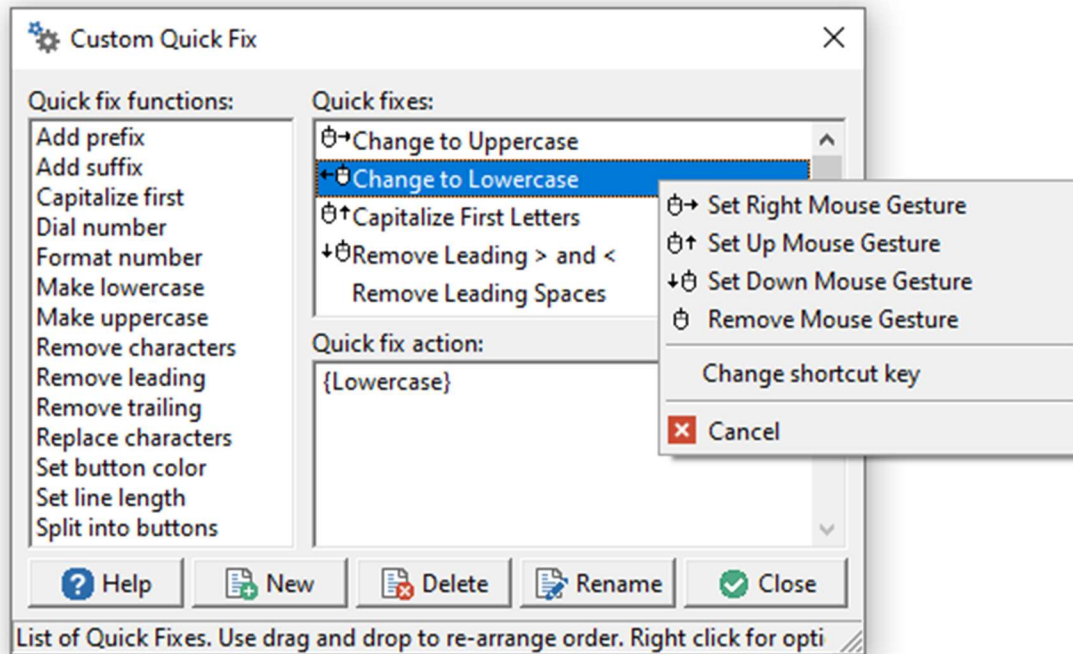 Custom Quick Fix
Quick fix functions:
Add prefix
Add suffix
Capitalize first
Dial number
Format number
Make lowercase
Make uppercase
Remove characters
Remove leading
Remove trailing
Replace characters
Set button color
Set line length
Split into buttons
Quick fixes:
Change to Uppercase
Change to Lowercase
Capitalize First Letters
Remove Leading > and <
Remove Leading Spaces
Set Right Mouse Gesture
Set Up Mouse Gesture
Set Down Mouse Gesture
Remove Mouse Gesture
Change shortcut key
Cancel
Quick fix action:
{Lowercase}
Help
New
Delete
Rename
Close
List of Quick Fixes. Use drag and drop to re-arrange order. Right click for opti